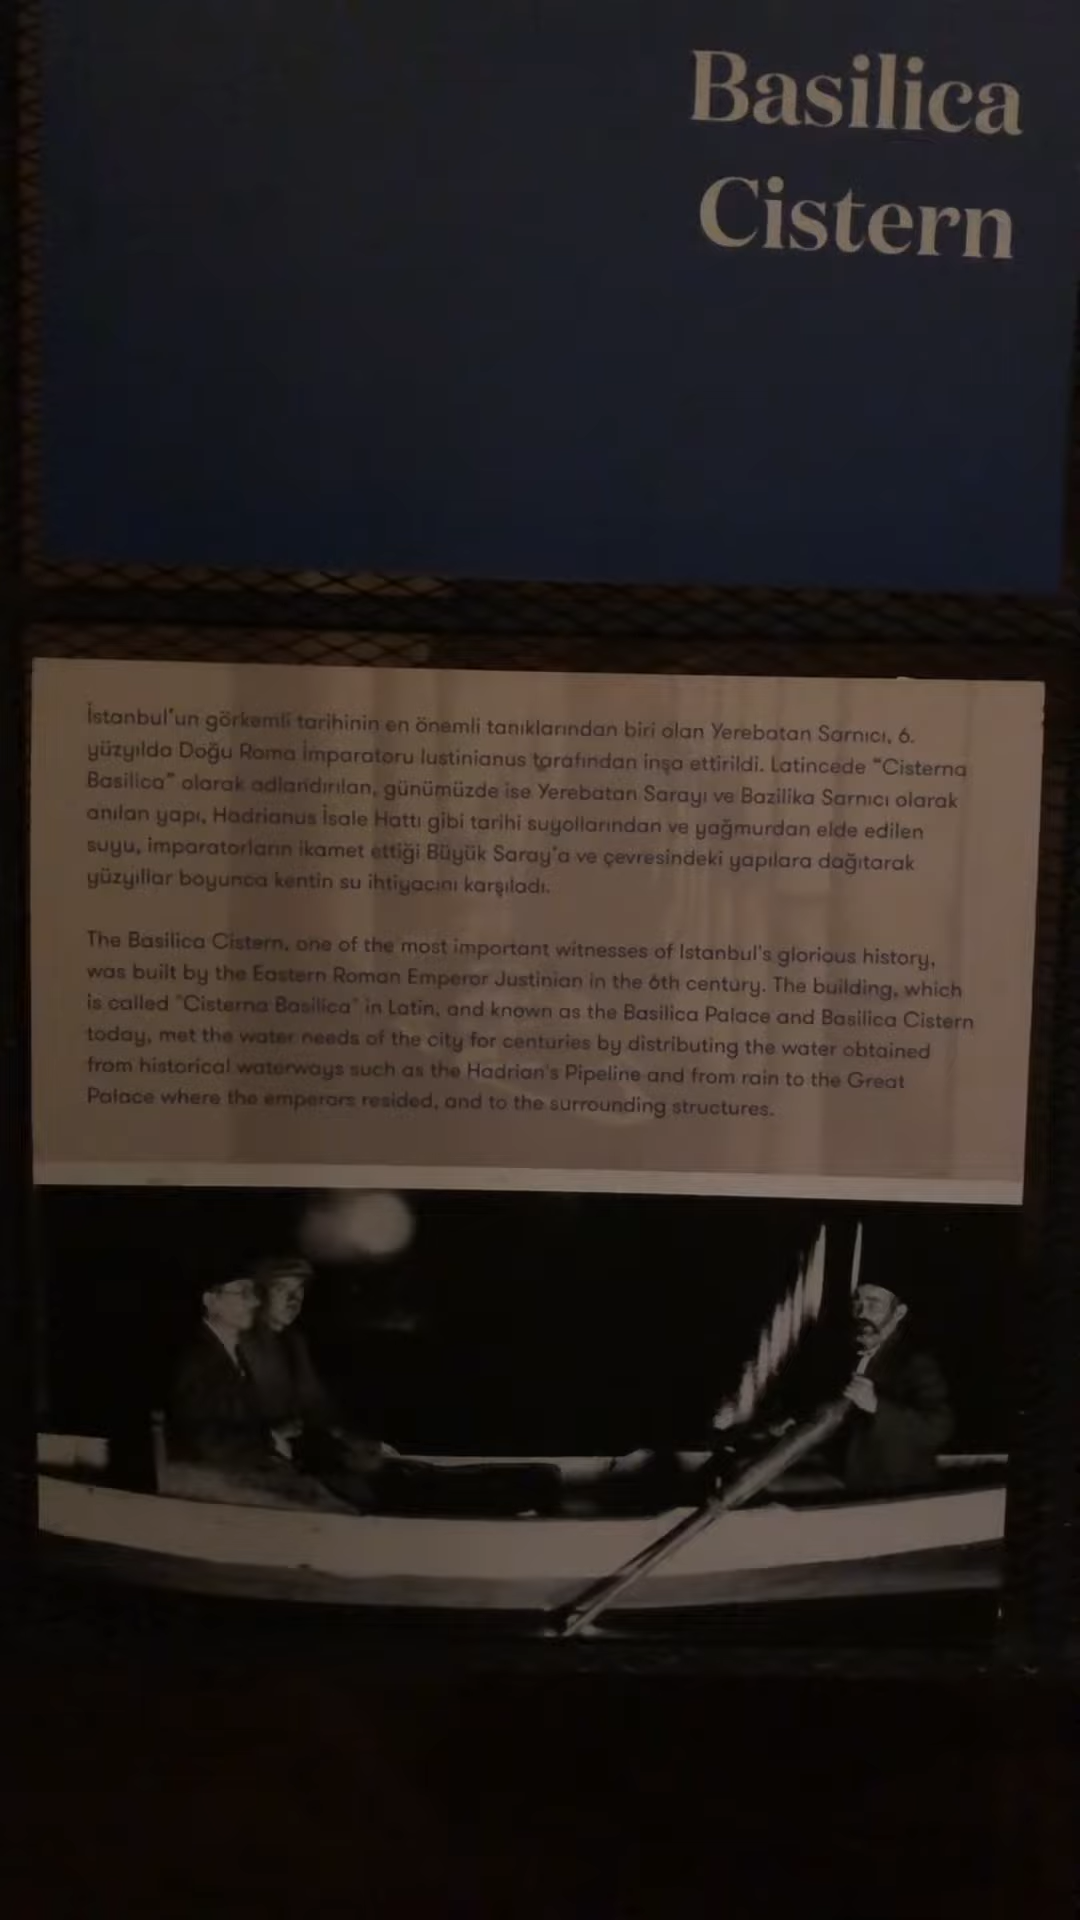 Basilica
Cistern
İstanbul'un görkemli tarihinin en önemli tanıklarından biri olan Yerebatan Sarnıcı, 6.
yüzyılda Doğu Roma İmparatoru Iustinianus tarafından inşa ettirildi. Latincede "Cisterna
Basilica" olarak adlandırılan, günümüzde ise Yerebatan Sarayı ve Bazilika Sarnıcı olarak
anılan yapı, Hadrianus İsale Hattı gibi tarihi suyollarından ve yağmurdan elde edilen
suyu, imparatorların ikamet ettiği Büyük Saray'a ve çevresindeki yapılara dağıtarak
yüzyıllar boyunca kentin su ihtiyacını karşıladı.
The Basilica Cistern, one of the most important witnesses of Istanbul's glorious history,
was built by the Eastern Roman Emperor Justinian in the 6th century. The building, which
is called "Cisterna Basilica" in Latin, and known as the Basilica Palace and Basilica Cistern
today, met the water needs of the city for centuries by distributing the water obtained
from historical waterways such as the Hadrian's Pipeline and from rain to the Great
Palace where the emperors resided, and to the surrounding structures.